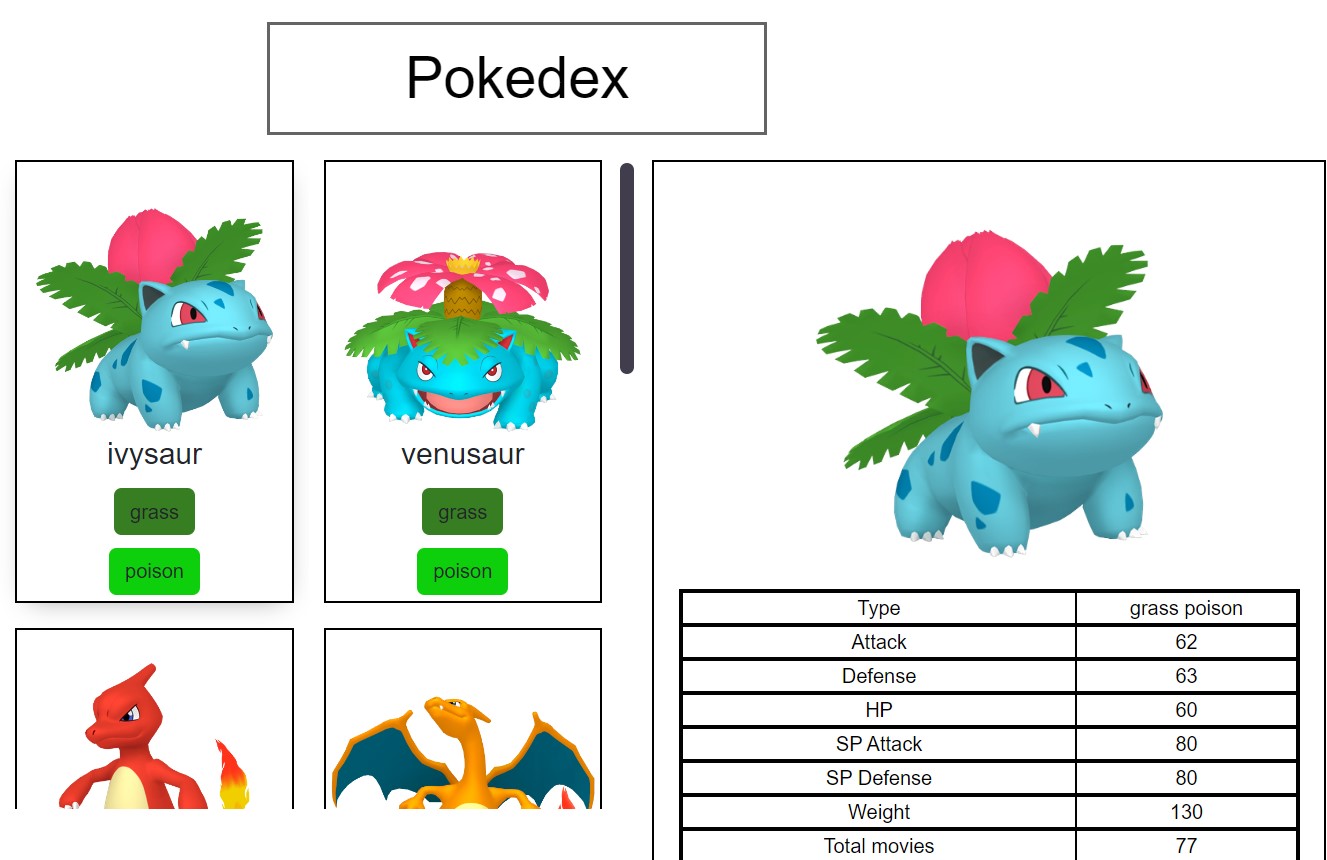 Pokedex
ivysaur
grass
poison
venusaur
grass
poison
Type grass poison
Attack 62
Defense 63
HP 60
SP Attack 80
SP Defense 80
Weight 130
Total movies 77